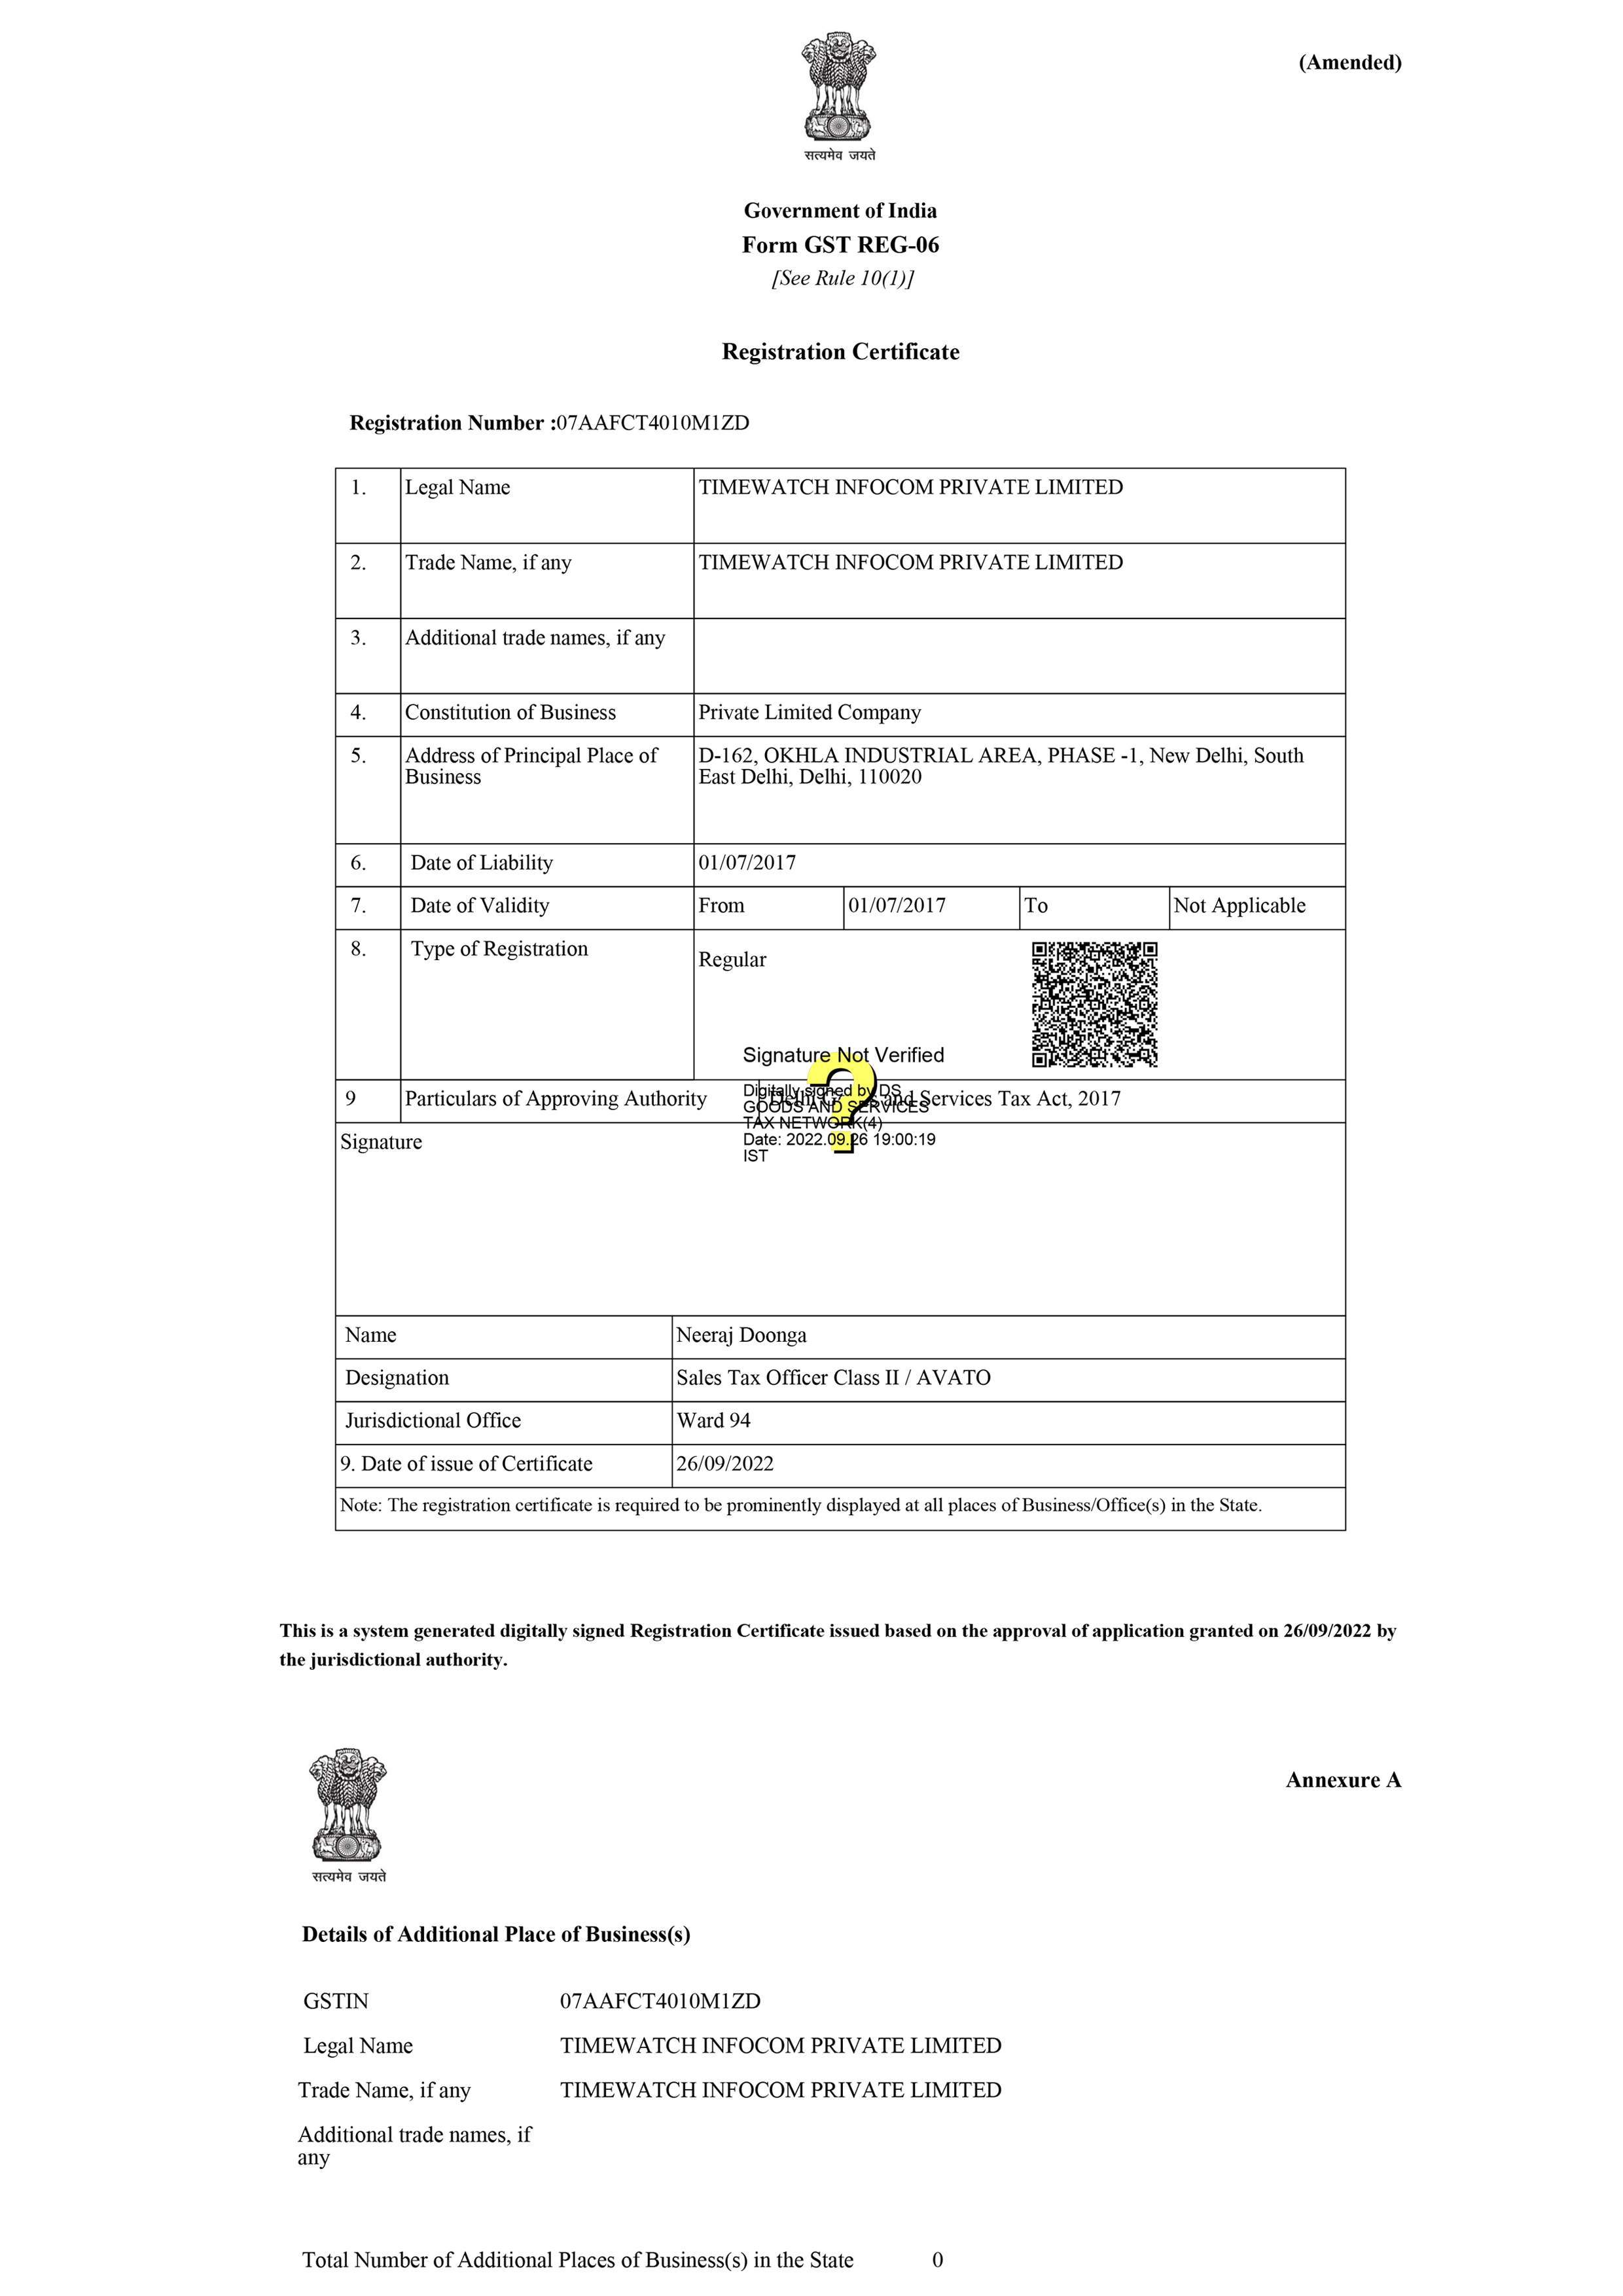 (Amended)
सत्यमेव जयते
Government of India
Form GST REG-06
[See Rule 10(1)]
Registration Certificate
Registration Number :07AAFCT4010M1ZD
1. Legal Name TIMEWATCH INFOCOM PRIVATE LIMITED
2. Trade Name, if any TIMEWATCH INFOCOM PRIVATE LIMITED
3. Additional trade names, if any
4. Constitution of Business Private Limited Company
5. Address of Principal Place of D-162, OKHLA INDUSTRIAL AREA, PHASE -1, New Delhi, South
Business East Delhi, Delhi, 110020
6. Date of Liability 01/07/2017
7. Date of Validity From 01/07/2017 To Not Applicable
8. Type of Registration Regular
Signature Not Verified
Digitally signed by DS
GOODS AND SERVICES
TAX NETWORK(4)
Date: 2022.09.26 19:00:19
IST
9 Particulars of Approving Authority Delhi and Services Tax Act, 2017
Signature
Name Neeraj Doonga
Designation Sales Tax Officer Class II / AVATO
Jurisdictional Office Ward 94
9. Date of issue of Certificate 26/09/2022
Note: The registration certificate is required to be prominently displayed at all places of Business/Office(s) in the State.
This is a system generated digitally signed Registration Certificate issued based on the approval of application granted on 26/09/2022 by
the jurisdictional authority.
सत्यमेव जयते
Annexure A
Details of Additional Place of Business(s)
GSTIN 07AAFCT4010M1ZD
Legal Name TIMEWATCH INFOCOM PRIVATE LIMITED
Trade Name, if any TIMEWATCH INFOCOM PRIVATE LIMITED
Additional trade names, if
any
Total Number of Additional Places of Business(s) in the State 0